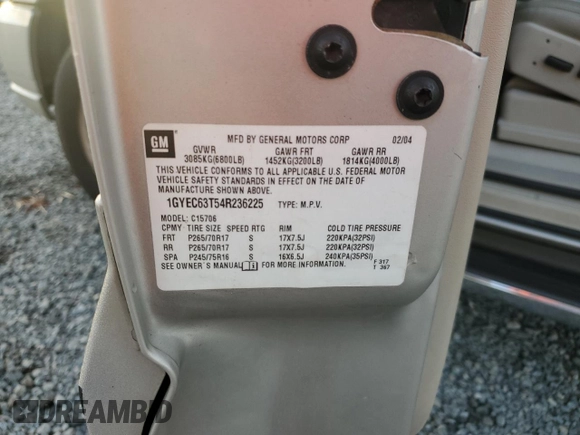 GM
MFD BY GENERAL MOTORS CORP 02/04
GVWR GAWR FRT GAWR RR
3085KG(6800LB) 1452KG(3200LB) 1814KG(4000LB)
THIS VEHICLE CONFORMS TO ALL APPLICABLE U.S. FEDERAL MOTOR
VEHICLE SAFETY STANDARDS IN EFFECT ON THE DATE OF
MANUFACTURE SHOWN ABOVE.
1GYEC63T54R236225 TYPE: M.P.V.
MODEL: C15706
CPMY TIRE SIZE SPEED RTG RIM COLD TIRE PRESSURE
FRT P265/70R17 S 17X7.5J 220KPA(32PSI)
RR P265/70R17 S 17X7.5J 220KPA(32PSI)
SPA P245/75R16 S 16X6.5J 240KPA(35PSI)
SEE OWNER'S MANUAL FOR MORE INFORMATION. F 317
T 367
DREAMBID